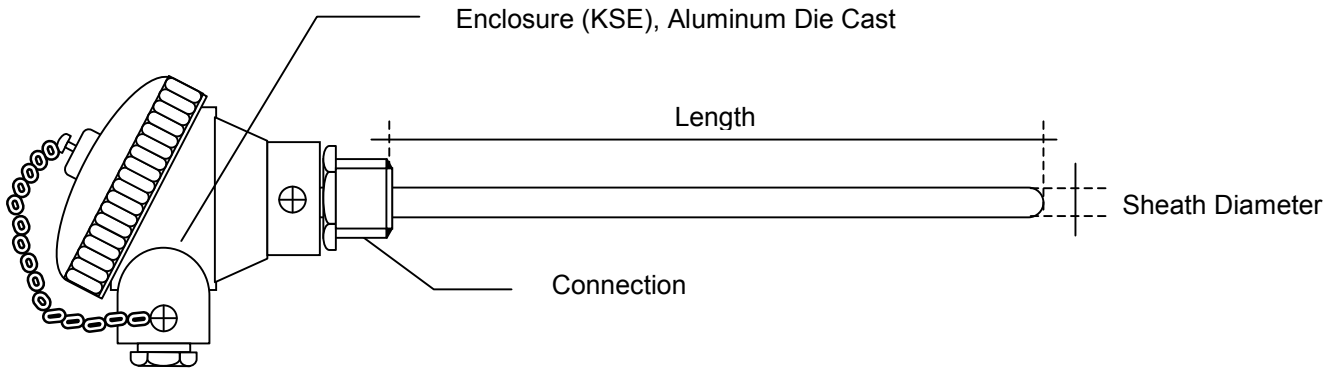 Enclosure (KSE), Aluminum Die Cast
Length
Sheath Diameter
Connection